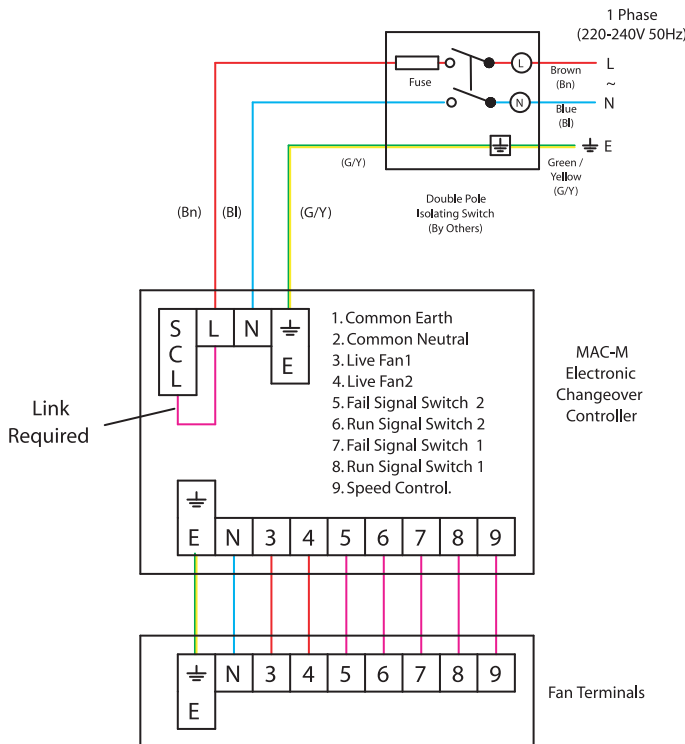 1 Phase
(220-240V 50Hz)
L
Brown
(Bn)
L
Fuse
~
N
N
Blue
(Bl)
E
(G/Y)
Green /
Yellow
(G/Y)
Double Pole
Isolating Switch
(By Others)
(Bn)
(Bl)
(G/Y)
S
C
L
L
N
E
1. Common Earth
2. Common Neutral
3. Live Fan1
4. Live Fan2
5. Fail Signal Switch 2
6. Run Signal Switch 2
7. Fail Signal Switch 1
8. Run Signal Switch 1
9. Speed Control.
MAC-M
Electronic
Changeover
Controller
Link
Required
E N 3 4 5 6 7 8 9
N 3 4 5 6 7 8 9
E
Fan Terminals